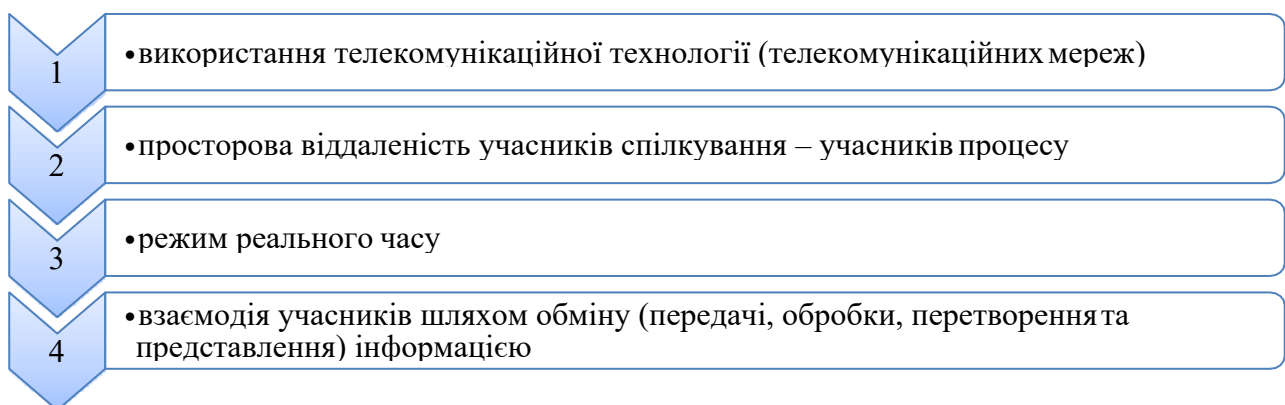 1
•використання телекомунікаційної технології (телекомунікаційних мереж)
2
•просторова віддаленість учасників спілкування – учасників процесу
3
•режим реального часу
4
•взаємодія учасників шляхом обміну (передачі, обробки, перетворення та
представлення) інформацією